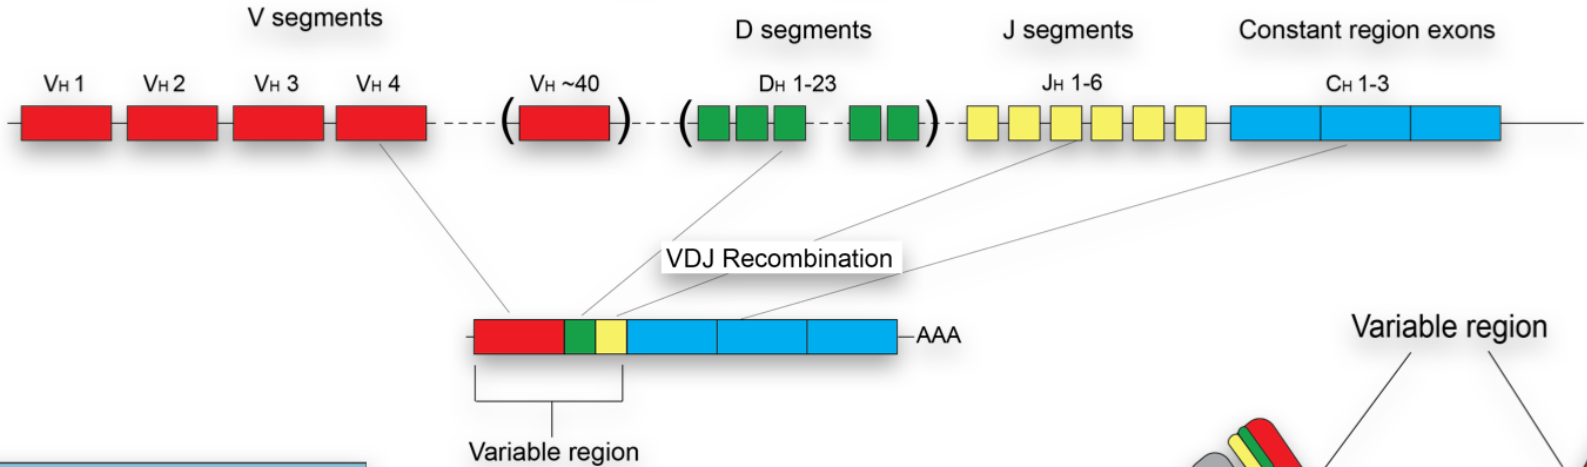 V segments
D segments
J segments
Constant region exons
VH 1
VH 2
VH 3
VH 4
( VH ~40 )
( DH 1-23 )
JH 1-6
CH 1-3
VDJ Recombination
AAA
Variable region
Variable region